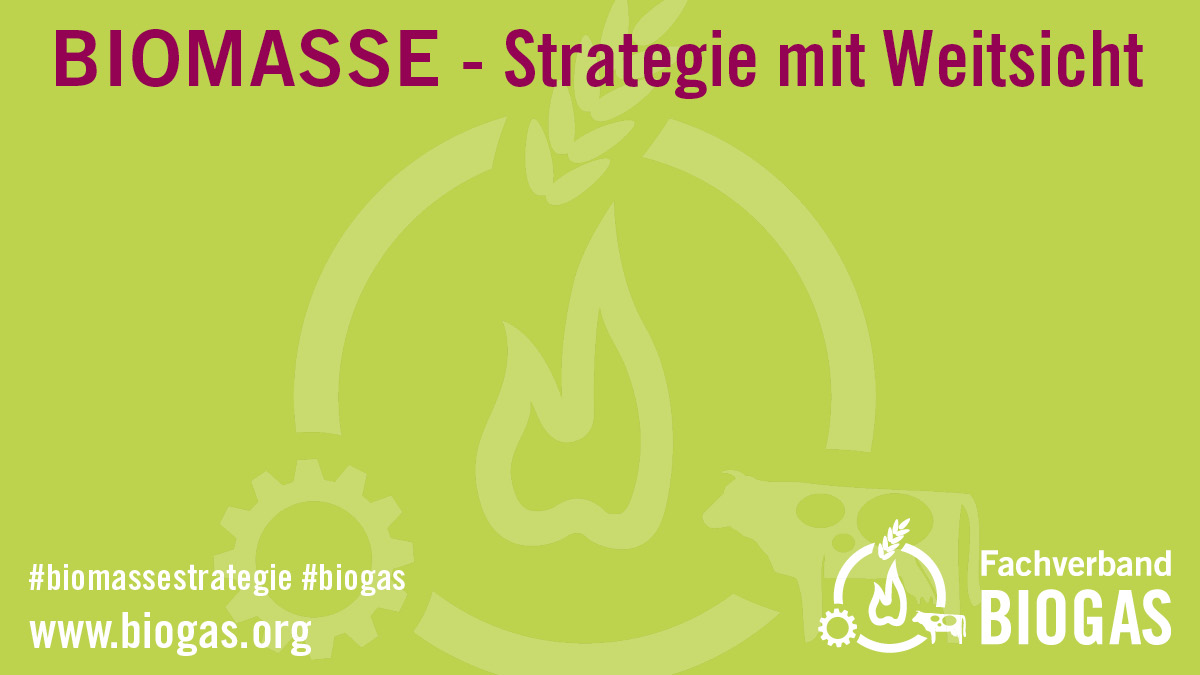 BIOMASSE - Strategie mit Weitsicht
#biomassestrategie #biogas
www.biogas.org
Fachverband
BIOGAS